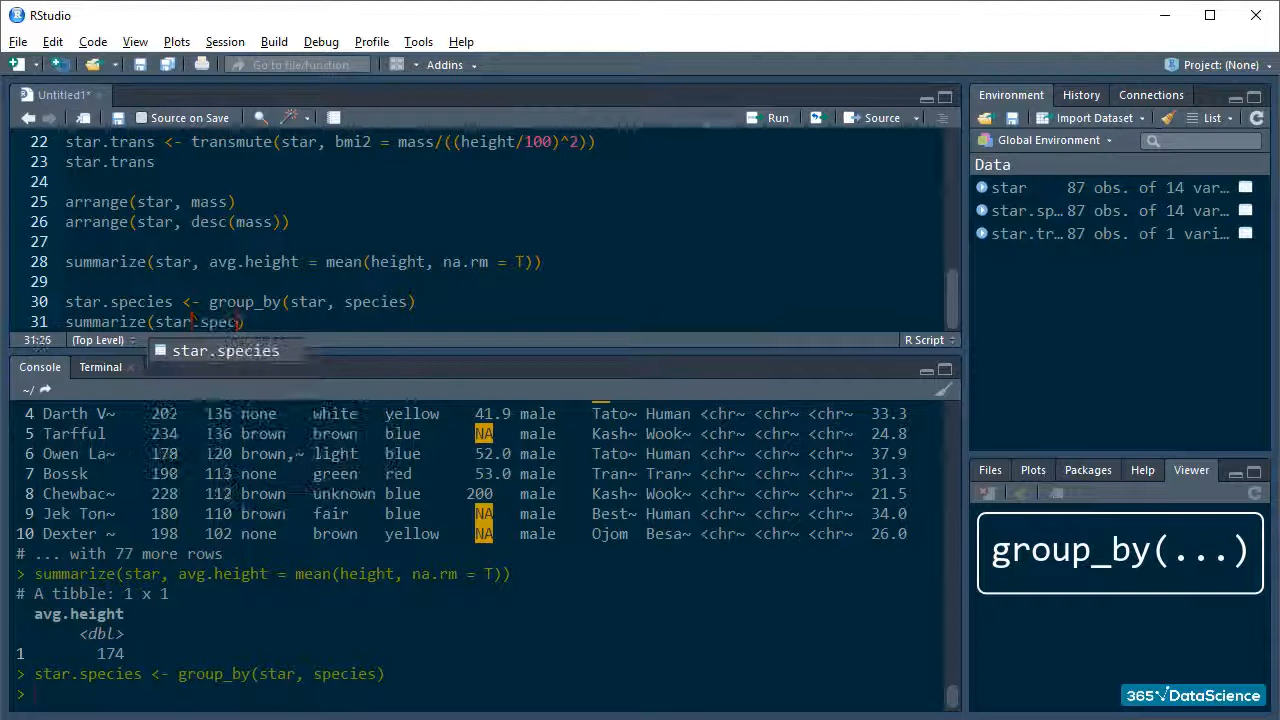 RStudio
File Edit Code View Plots Session Build Debug Profile Tools Help
Go to file/function Addins Project: (None)
Untitled1*
Source on Save Run Source
22 star.trans <- transmute(star, bmi2 = mass/((height/100)^2))
23 star.trans
24
25 arrange(star, mass)
26 arrange(star, desc(mass))
27
28 summarize(star, avg.height = mean(height, na.rm = T))
29
30 star.species <- group_by(star, species)
31 summarize(star.spec)
31:26 (Top Level) R Script
star.species
Console Terminal
~/
4 Darth V~ 202 136 none white yellow 41.9 male Tato~ Human <chr~ <chr~ <chr~ 33.3
5 Tarfful 234 136 brown brown blue NA male Kash~ Wook~ <chr~ <chr~ <chr~ 24.8
6 Owen La~ 178 120 brown,~ light blue 52.0 male Tato~ Human <chr~ <chr~ <chr~ 37.9
7 Bossk 190 113 none green red 53.0 male Tran~ Tran~ <chr~ <chr~ <chr~ 31.3
8 Chewbac~ 228 112 brown unknown blue 200 male Kash~ Wook~ <chr~ <chr~ <chr~ 21.5
9 Jek Ton~ 180 110 brown fair blue NA male Best~ Human <chr~ <chr~ <chr~ 34.0
10 Dexter ~ 198 102 none brown yellow NA male Ojom Besa~ <chr~ <chr~ <chr~ 26.0
# ... with 77 more rows
> summarize(star, avg.height = mean(height, na.rm = T))
# A tibble: 1 x 1
avg.height
<dbl>
1 174
> star.species <- group_by(star, species)
>
Environment History Connections
Import Dataset List
Global Environment
Data
star 87 obs. of 14 var…
star.sp… 87 obs. of 14 var…
star.tr… 87 obs. of 1 vari…
Files Plots Packages Help Viewer
group_by(...)
365 DataScience